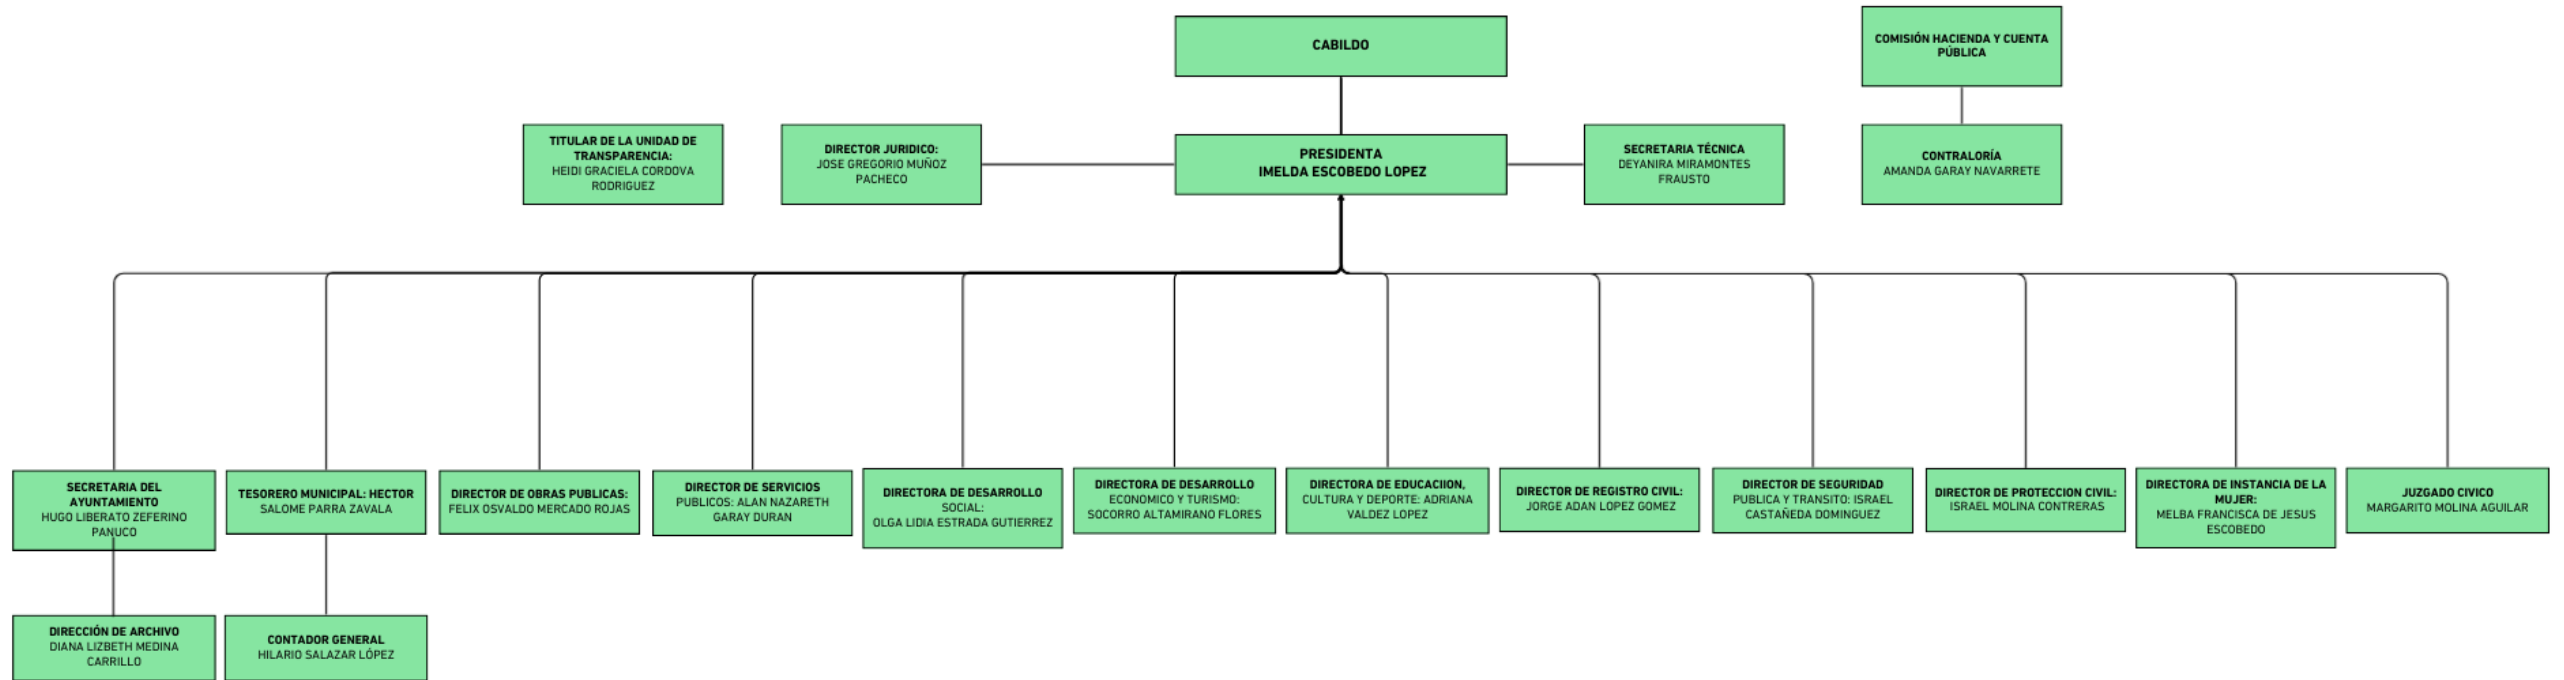 CABILDO
COMISIÓN HACIENDA Y CUENTA
PÚBLICA
TITULAR DE LA UNIDAD DE
TRANSPARENCIA:
HEIDI GRACIELA CORDOVA
RODRIGUEZ
DIRECTOR JURIDICO:
JOSE GREGORIO MUÑOZ
PACHECO
PRESIDENTA
IMELDA ESCOBEDO LOPEZ
SECRETARIA TÉCNICA
DEYANIRA MIRAMONTES
FRAUSTO
CONTRALORÍA
AMANDA GARAY NAVARRETE
SECRETARIA DEL
AYUNTAMIENTO
HUGO LIBERATO ZEFERINO
PANUCO
TESORERO MUNICIPAL: HECTOR
SALOME PARRA ZAVALA
DIRECTOR DE OBRAS PUBLICAS:
FELIX OSVALDO MERCADO ROJAS
DIRECTOR DE SERVICIOS
PUBLICOS: ALAN NAZARETH
GARAY DURAN
DIRECTORA DE DESARROLLO
SOCIAL:
OLGA LIDIA ESTRADA GUTIERREZ
DIRECTORA DE DESARROLLO
ECONOMICO Y TURISMO:
SOCORRO ALTAMIRANO FLORES
DIRECTORA DE EDUCACIION,
CULTURA Y DEPORTE: ADRIANA
VALDEZ LOPEZ
DIRECTOR DE REGISTRO CIVIL:
JORGE ADAN LOPEZ GOMEZ
DIRECTOR DE SEGURIDAD
PUBLICA Y TRANSITO: ISRAEL
CASTAÑEDA DOMINGUEZ
DIRECTOR DE PROTECCION CIVIL:
ISRAEL MOLINA CONTRERAS
DIRECTORA DE INSTANCIA DE LA
MUJER:
MELBA FRANCISCA DE JESUS
ESCOBEDO
JUZGADO CIVICO
MARGARITO MOLINA AGUILAR
DIRECCIÓN DE ARCHIVO
DIANA LIZBETH MEDINA
CARRILLO
CONTADOR GENERAL
HILARIO SALAZAR LÓPEZ